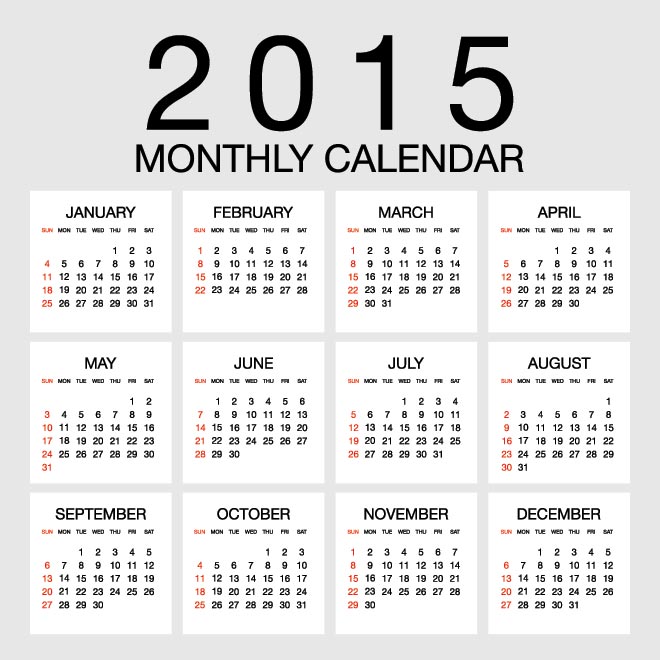 2015
MONTHLY CALENDAR
JANUARY
SUN MON TUE WED THU FRI SAT
1 2 3
4 5 6 7 8 9 10
11 12 13 14 15 16 17
18 19 20 21 22 23 24
25 26 27 28 29 30 31
FEBRUARY
SUN MON TUE WED THU FRI SAT
1 2 3 4 5 6 7
8 9 10 11 12 13 14
15 16 17 18 19 20 21
22 23 24 25 26 27 28
MARCH
SUN MON TUE WED THU FRI SAT
1 2 3 4 5 6 7
8 9 10 11 12 13 14
15 16 17 18 19 20 21
22 23 24 25 26 27 28
29 30 31
APRIL
SUN MON TUE WED THU FRI SAT
1 2 3 4
5 6 7 8 9 10 11
12 13 14 15 16 17 18
19 20 21 22 23 24 25
26 27 28 29 30
MAY
SUN MON TUE WED THU FRI SAT
1 2
3 4 5 6 7 8 9
10 11 12 13 14 15 16
17 18 19 20 21 22 23
24 25 26 27 28 29 30
31
JUNE
SUN MON TUE WED THU FRI SAT
1 2 3 4 5 6
7 8 9 10 11 12 13
14 15 16 17 18 19 20
21 22 23 24 25 26 27
28 29 30
JULY
SUN MON TUE WED THU FRI SAT
1 2 3 4
5 6 7 8 9 10 11
12 13 14 15 16 17 18
19 20 21 22 23 24 25
26 27 28 29 30 31
AUGUST
SUN MON TUE WED THU FRI SAT
1
2 3 4 5 6 7 8
9 10 11 12 13 14 15
16 17 18 19 20 21 22
23 24 25 26 27 28 29
30 31
SEPTEMBER
SUN MON TUE WED THU FRI SAT
1 2 3 4 5
6 7 8 9 10 11 12
13 14 15 16 17 18 19
20 21 22 23 24 25 26
27 28 29 30
OCTOBER
SUN MON TUE WED THU FRI SAT
1 2 3
4 5 6 7 8 9 10
11 12 13 14 15 16 17
18 19 20 21 22 23 24
25 26 27 28 29 30 31
NOVEMBER
SUN MON TUE WED THU FRI SAT
1 2 3 4 5 6 7
8 9 10 11 12 13 14
15 16 17 18 19 20 21
22 23 24 25 26 27 28
29 30
DECEMBER
SUN MON TUE WED THU FRI SAT
1 2 3 4 5
6 7 8 9 10 11 12
13 14 15 16 17 18 19
20 21 22 23 24 25 26
27 28 29 30 31